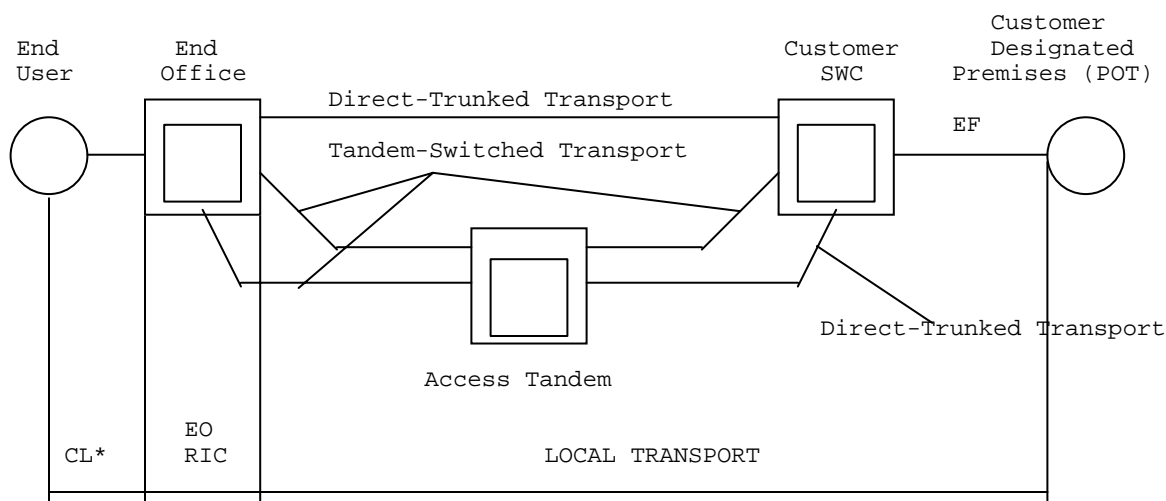 Customer
Designated
Premises (POT)
End
User
End
Office
Customer
SWC
Direct-Trunked Transport
EF
Tandem-Switched Transport
Direct-Trunked Transport
Access Tandem
CL*
EO
RIC
LOCAL TRANSPORT